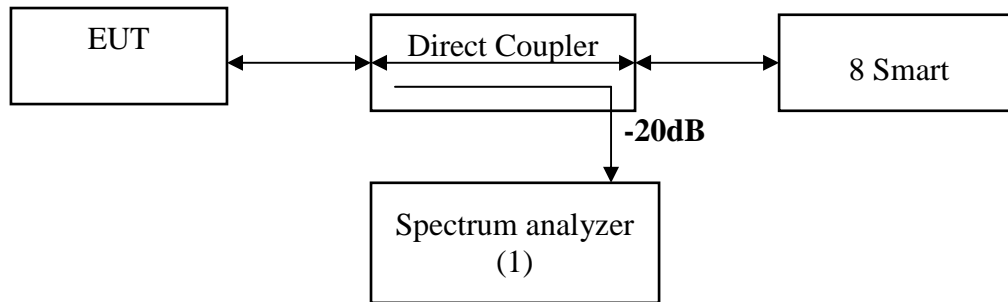 EUT
Direct Coupler
8 Smart
-20dB
Spectrum analyzer
(1)